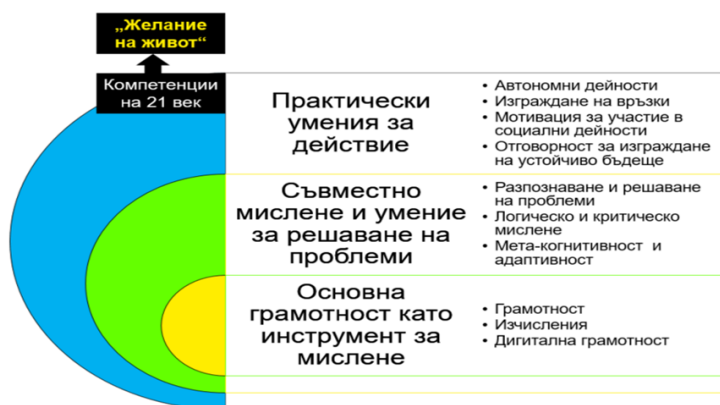 „Желание
на живот“
Компетенции
на 21 век
Практически
умения за
действие
• Автономни дейности
• Изграждане на връзки
• Мотивация за участие в
социални дейности
• Отговорност за изграждане
на устойчиво бъдеще
Съвместно
мислене и умение
за решаване на
проблеми
• Разпознаване и решаване
на проблеми
• Логическо и критическо
мислене
• Мета-когнитивност и
адаптивност
Основна
грамотност като
инструмент за
мислене
• Грамотност
• Изчисления
• Дигитална грамотност